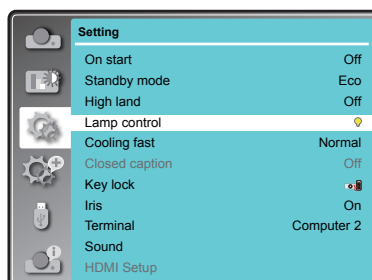 Setting
On start Off
Standby mode Eco
High land Off
Lamp control
Cooling fast Normal
Closed caption Off
Key lock
Iris On
Terminal Computer 2
Sound
HDMI Setup